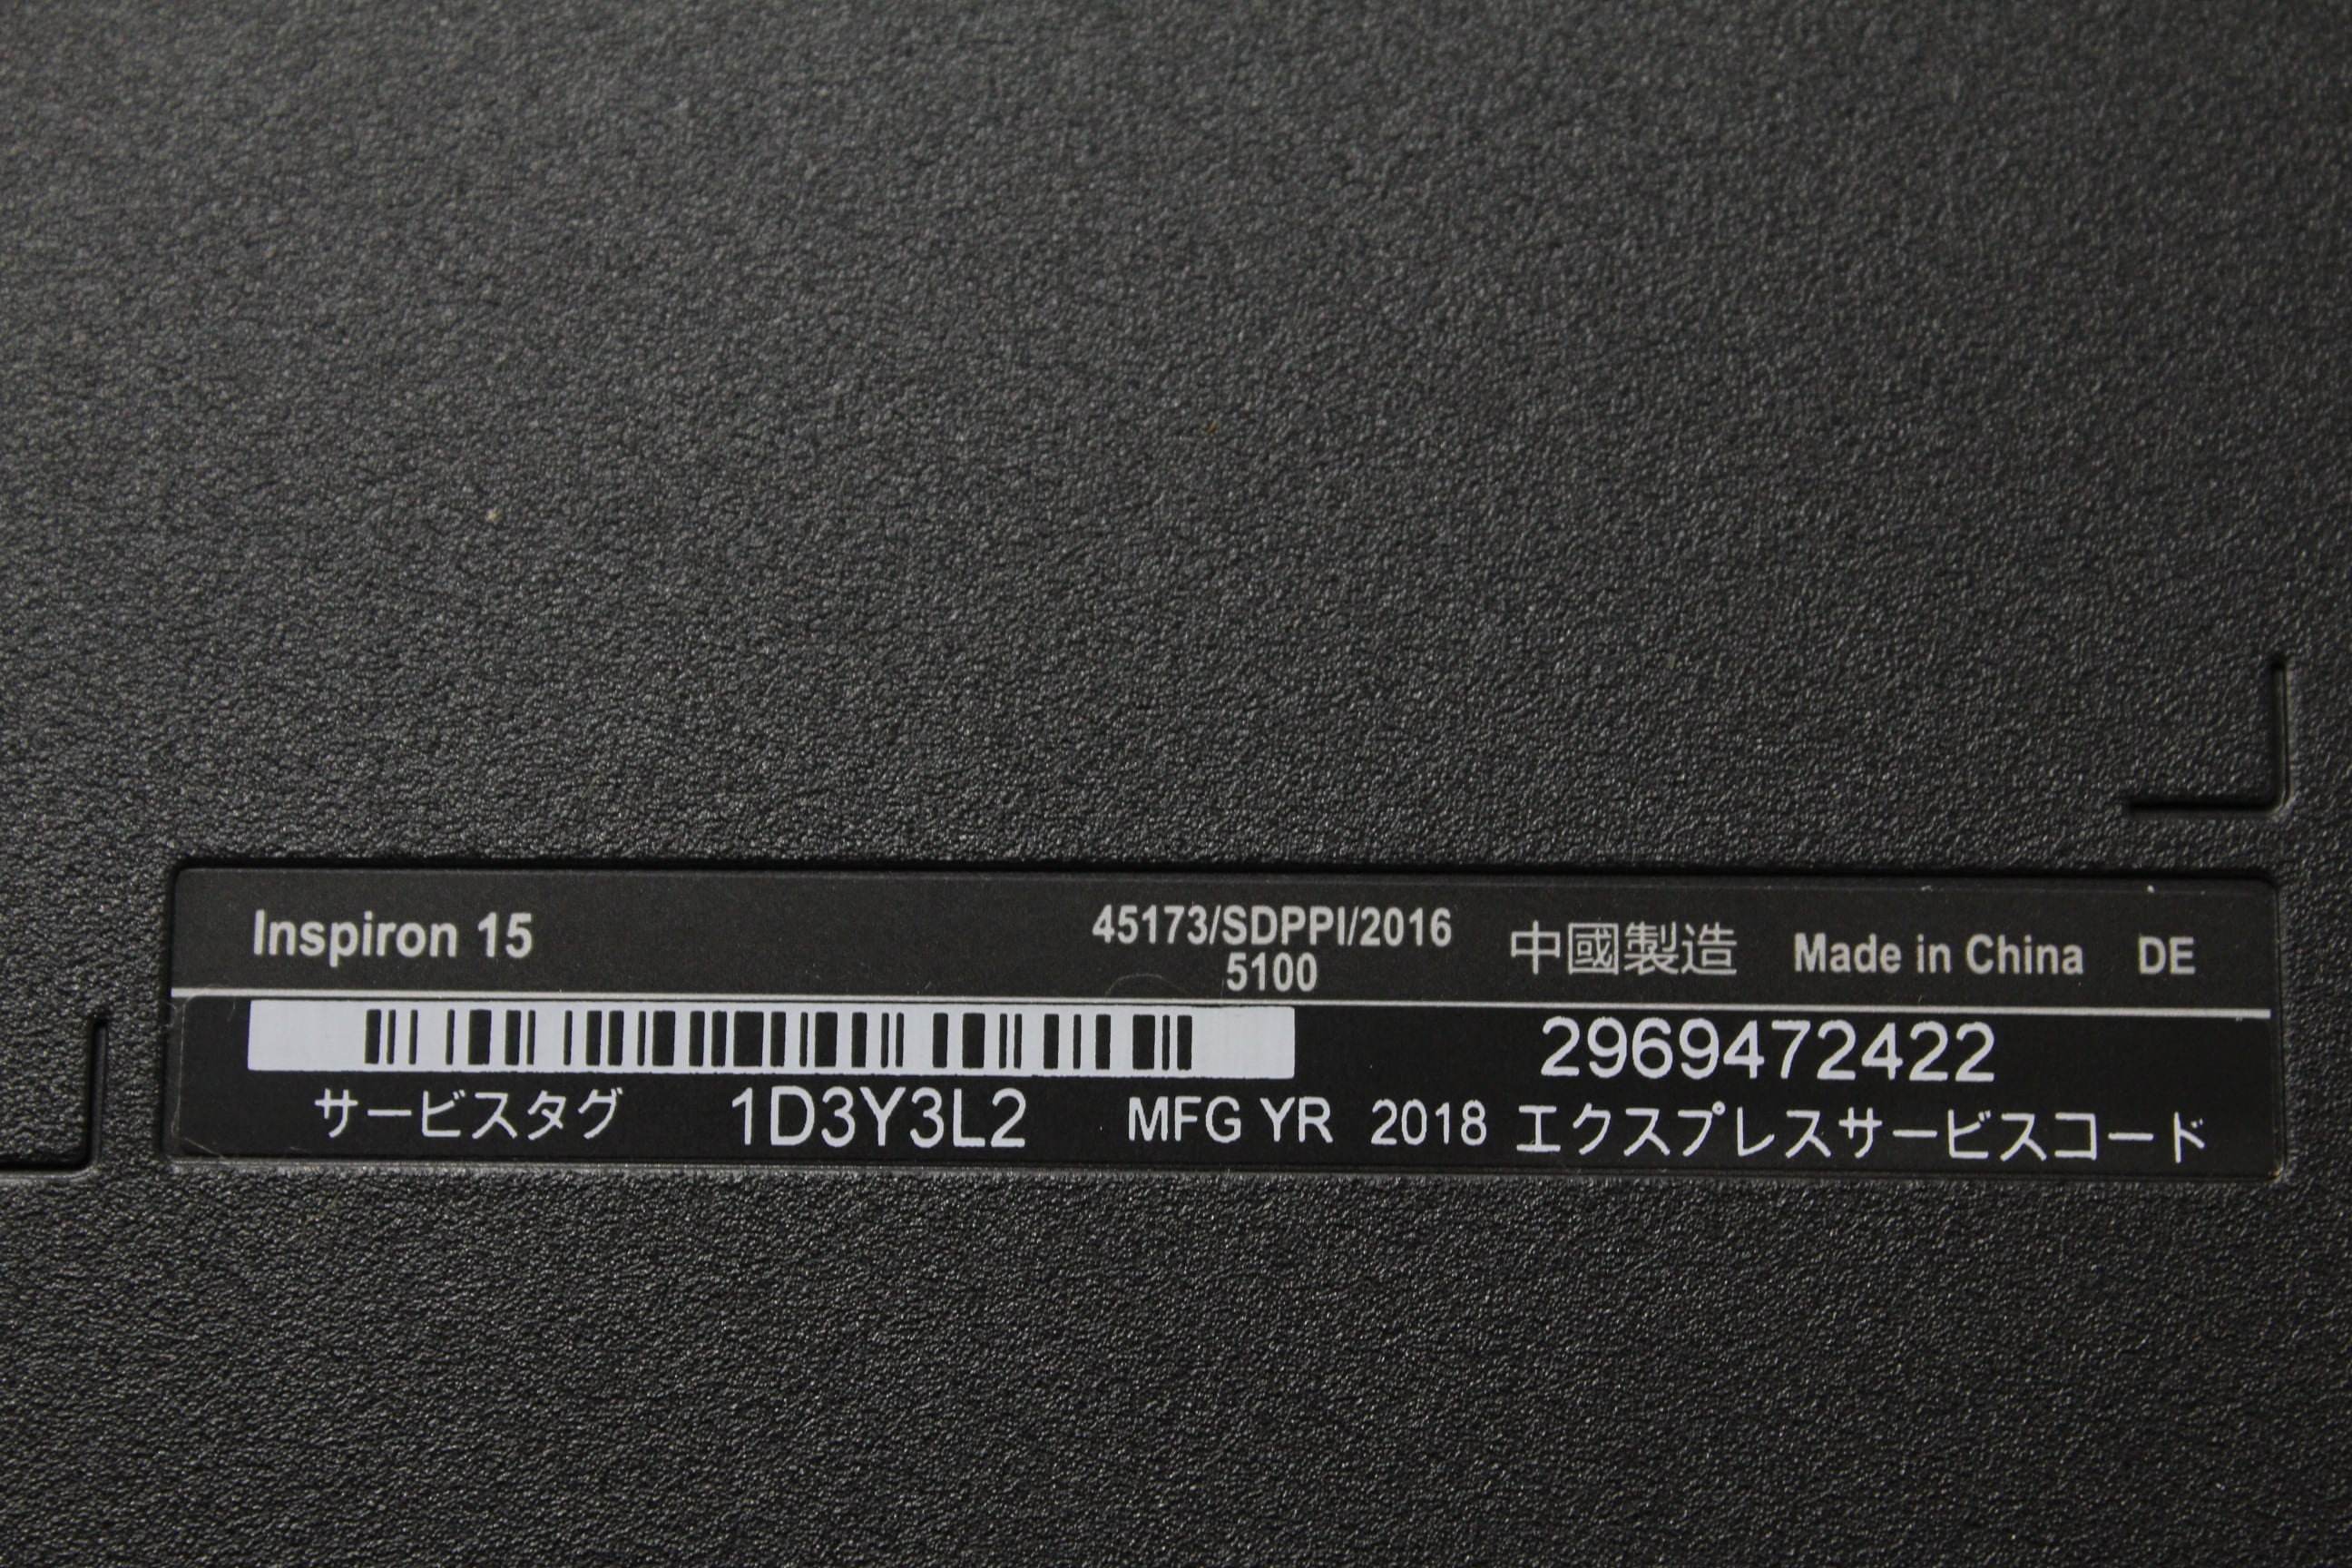 Inspiron 15
45173/SDPPI/2016
5100
中國製造 Made in China DE
2969472422
サービスタグ 1D3Y3L2 MFG YR 2018 エクスプレスサービスコード